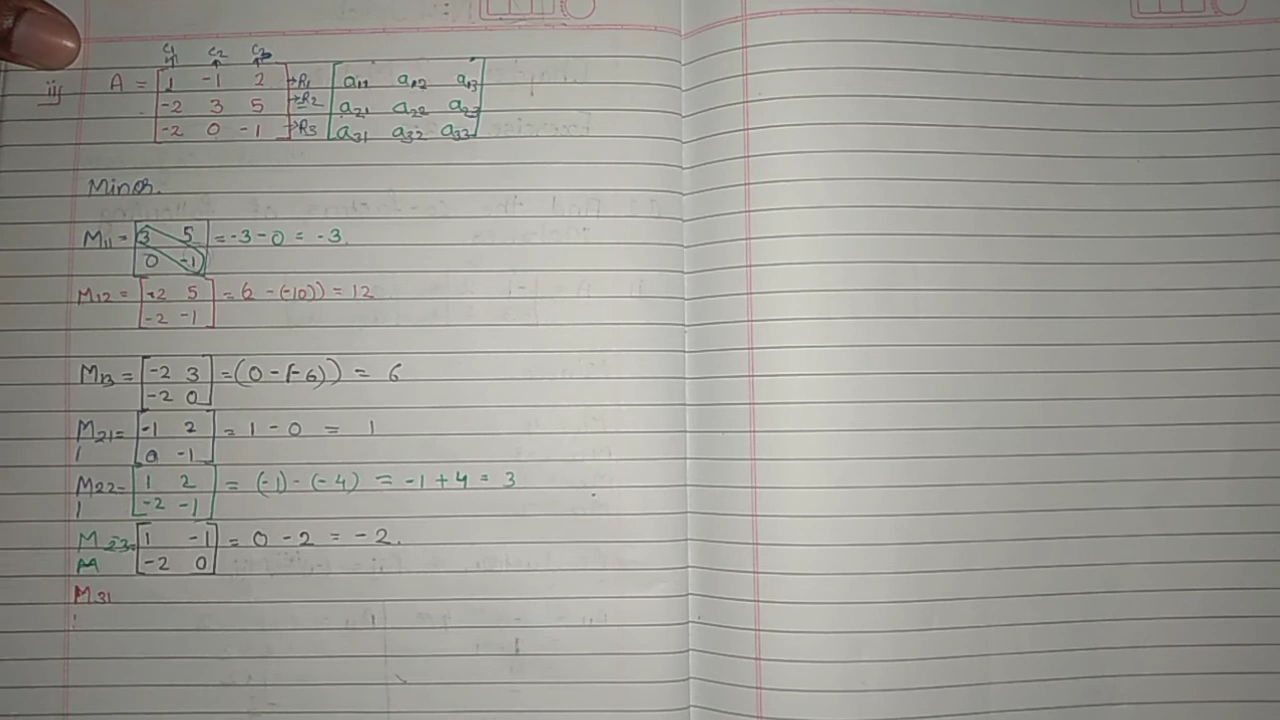 C1 C2 C3
ii) A = [ 1 -1 2 →R1 [ a11 a12 a13
-2 3 5 →R2 a21 a22 a23
-2 0 -1 ] →R3 a31 a32 a33 ]
Minor.
M11 = [ 3 5 = -3 - 0 = -3.
0 -1 ]
M12 = [ -2 5 = (2 - (-10)) = 12
-2 -1 ]
M13 = [ -2 3 = (0 - (-6)) = 6
-2 0 ]
M21 = [ -1 2 = 1 - 0 = 1
0 -1 ]
M22 = [ 1 2 = (-1) - (-4) = -1 + 4 = 3
-2 -1 ]
M23 = [ 1 -1 = 0 - 2 = -2.
-2 0 ]
M31